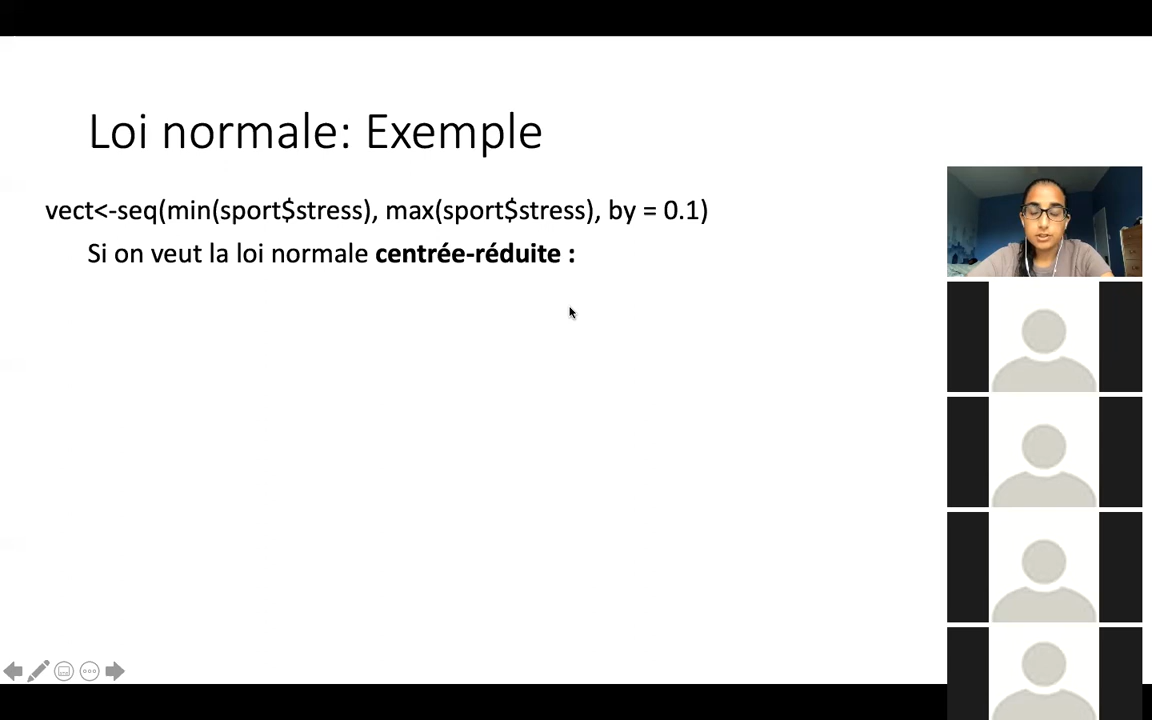 Loi normale: Exemple
vect<-seq(min(sport$stress), max(sport$stress), by = 0.1)
Si on veut la loi normale centrée-réduite :